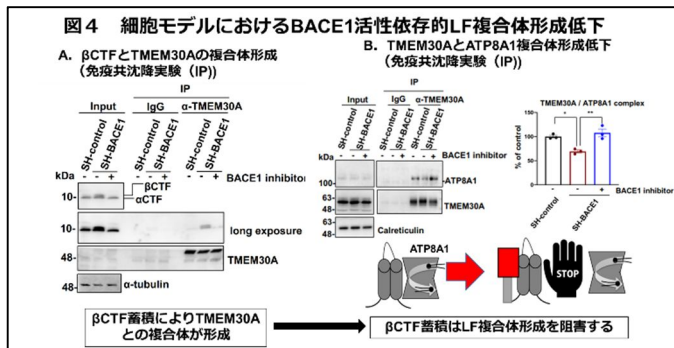 図４ 細胞モデルにおけるBACE1活性依存的LF複合体形成低下
A. βCTFとTMEM30Aの複合体形成
（免疫共沈降実験（IP））
IP
Input
IgG
α-TMEM30A
SH-control
SH-BACE1
SH-control
SH-BACE1
SH-control
SH-BACE1
kDa
- - + - - + - - + BACE1 inhibitor
10-
βCTF
αCTF
10-
long exposure
48-
TMEM30A
48-
α-tubulin
βCTF蓄積によりTMEM30A
との複合体が形成
B. TMEM30AとATP8A1複合体形成低下
（免疫共沈降実験（IP））
IP
Input
IgG
α-TMEM30A
SH-control
SH-BACE1
SH-control
SH-BACE1
SH-control
SH-BACE1
kDa
- - + - - + - - + BACE1 inhibitor
100-
-ATP8A1
63-
48-
TMEM30A
63-
48-
Calreticulin
TMEM30A / ATP8A1 complex
% of control
150
100
50
0
* **
- - + BACE1 inhibitor
SH-control
SH-BACE1
ATP8A1
STOP
βCTF蓄積はLF複合体形成を阻害する